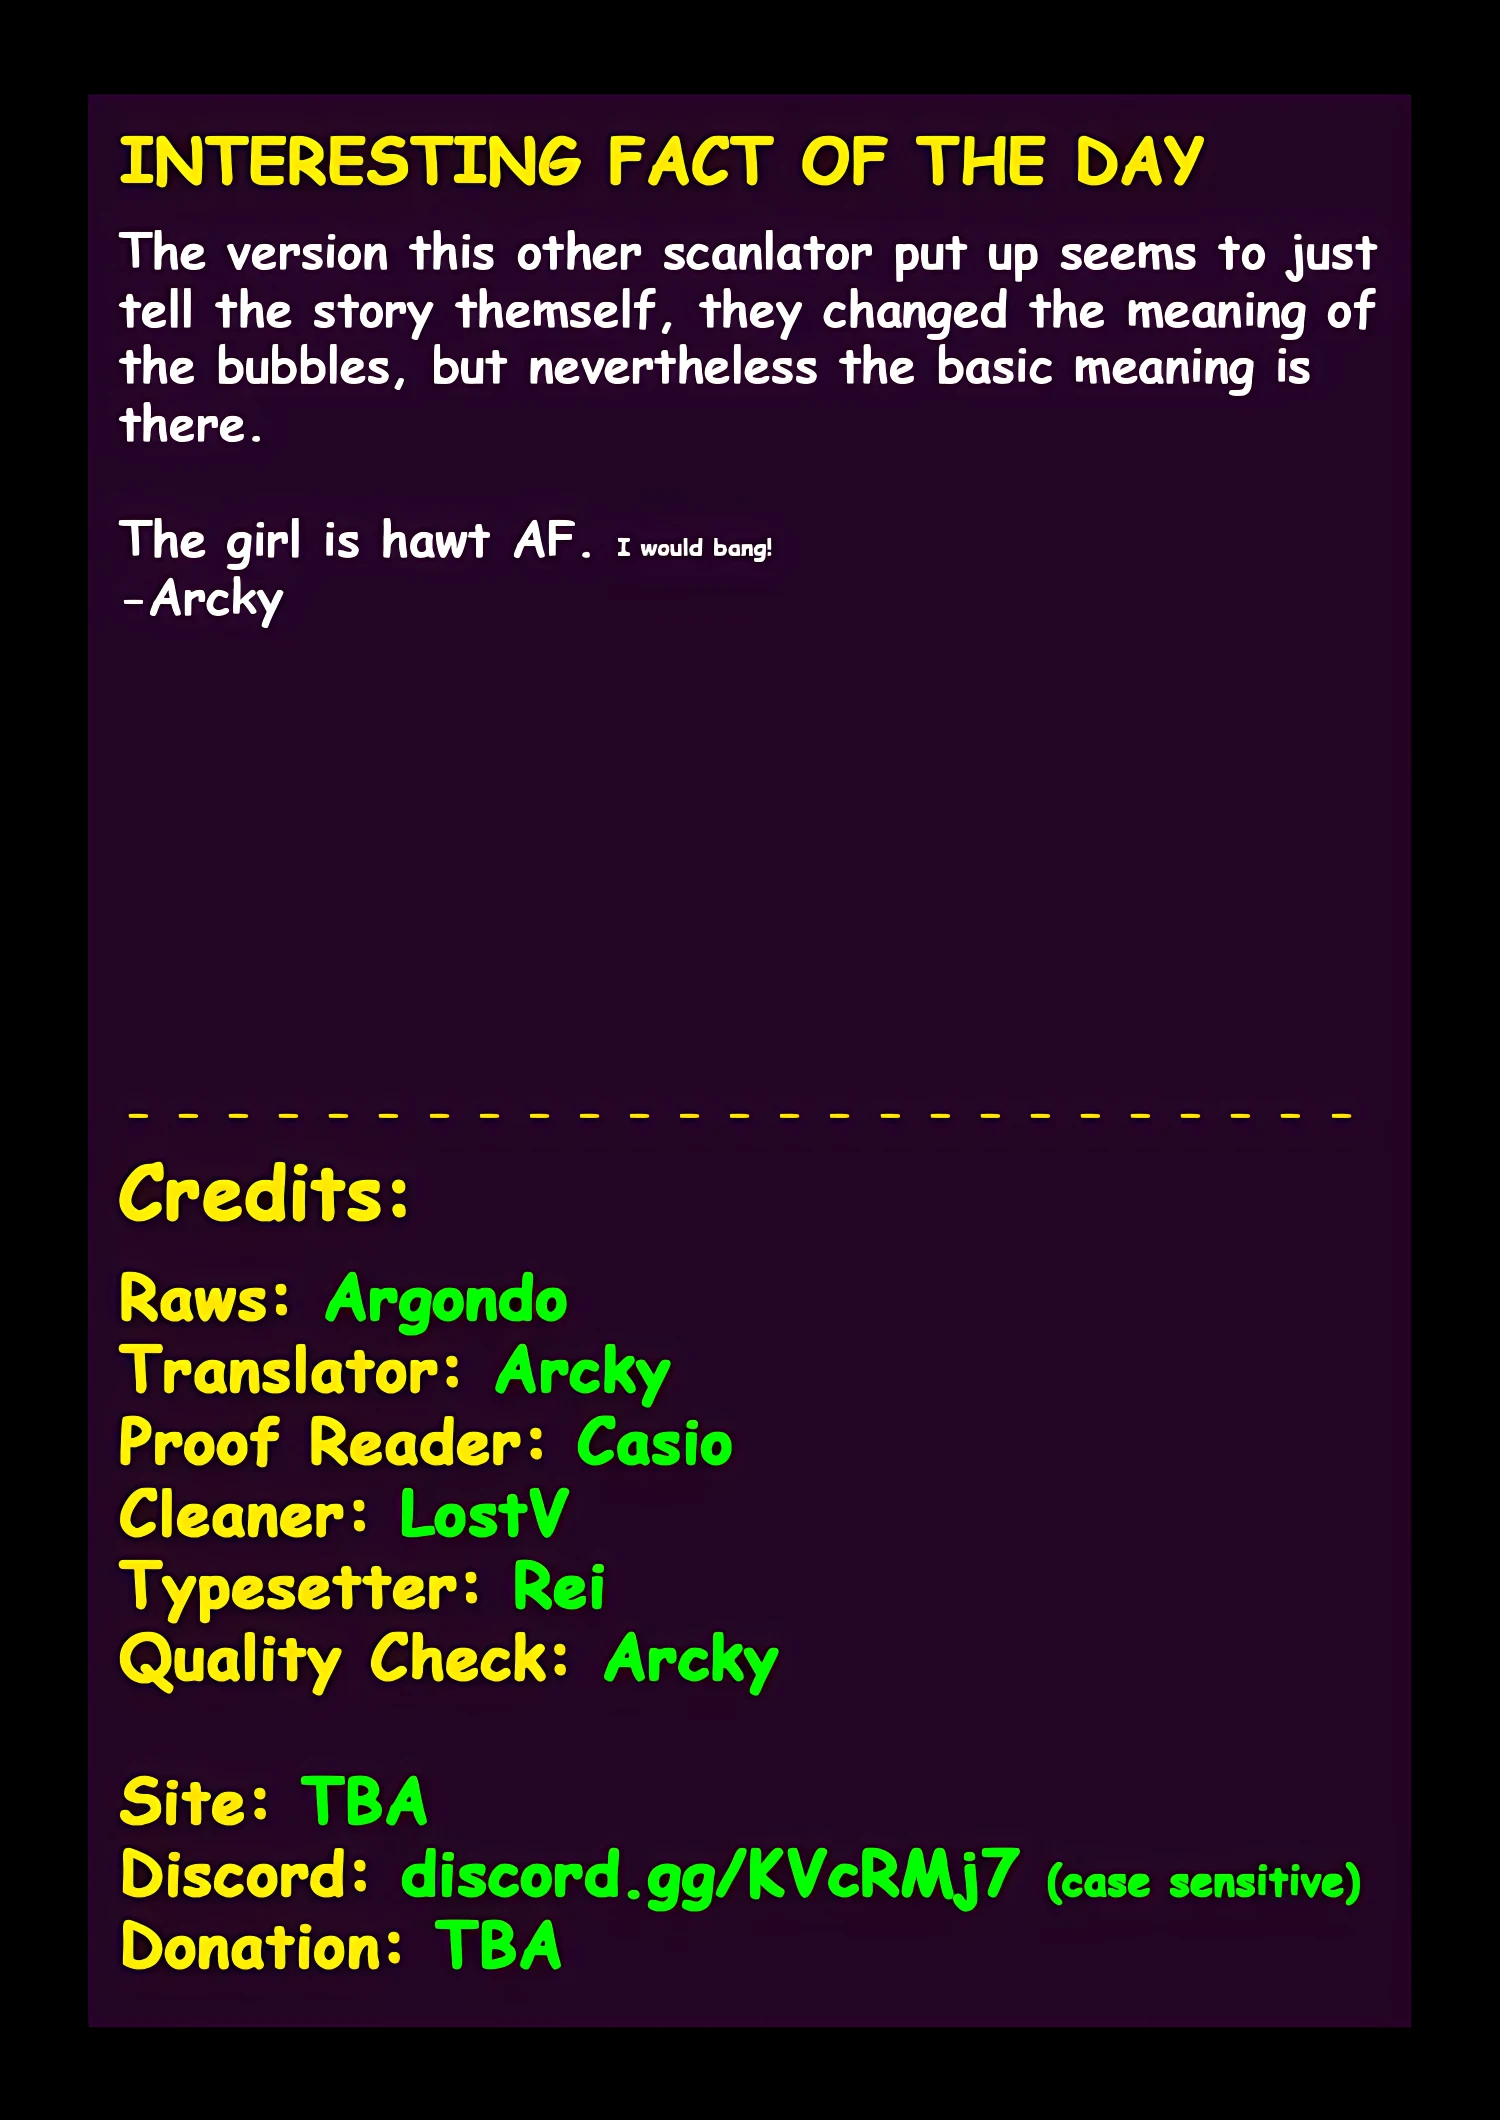 INTERESTING FACT OF THE DAY
The version this other scanlator put up seems to just
tell the story themself, they changed the meaning of
the bubbles, but nevertheless the basic meaning is
there.
The girl is hawt AF. I would bang!
-Arcky
- - - - - - - - - - - - - - - - - - - - - - - - -
Credits:
Raws: Argondo
Translator: Arcky
Proof Reader: Casio
Cleaner: LostV
Typesetter: Rei
Quality Check: Arcky
Site: TBA
Discord: discord.gg/KVcRMj7 (case sensitive)
Donation: TBA